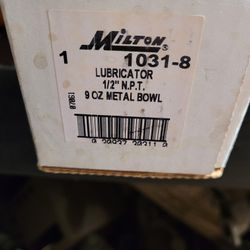 MILTON®
1 1031-8
LUBRICATOR
1/2" N.P.T.
9 OZ METAL BOWL